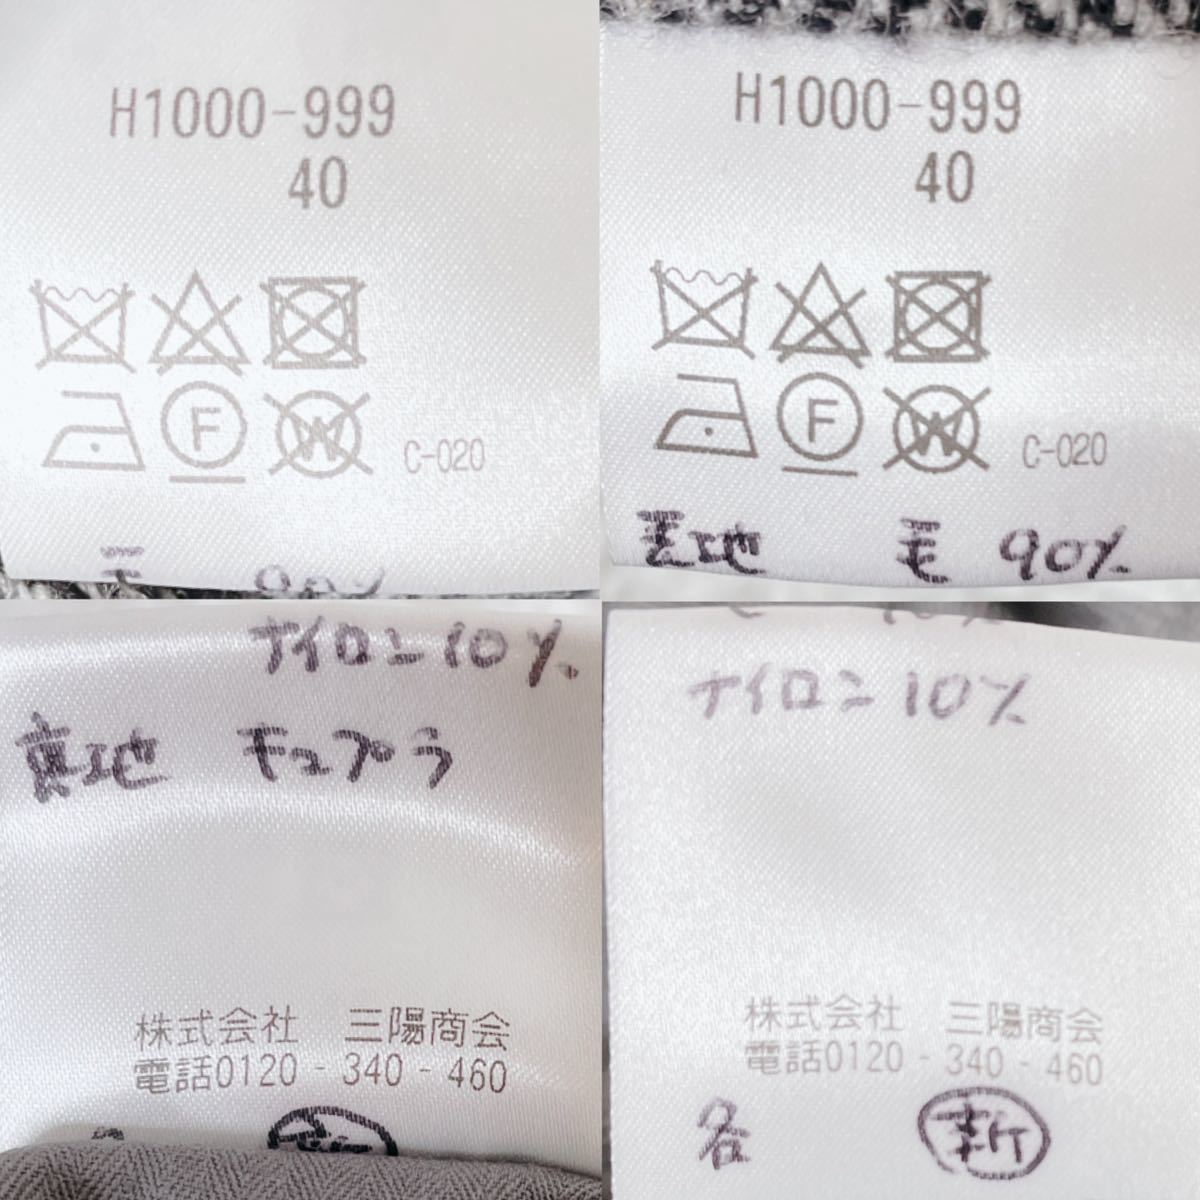 H1000-999
40
F
W
C-020
H1000-999
40
F
W
C-020
表地 毛 90%
ナイロン10%
裏地 キュプラ
株式会社 三陽商会
電話0120-340-460
ナイロン10%
株式会社 三陽商会
電話0120-340-460
各 新